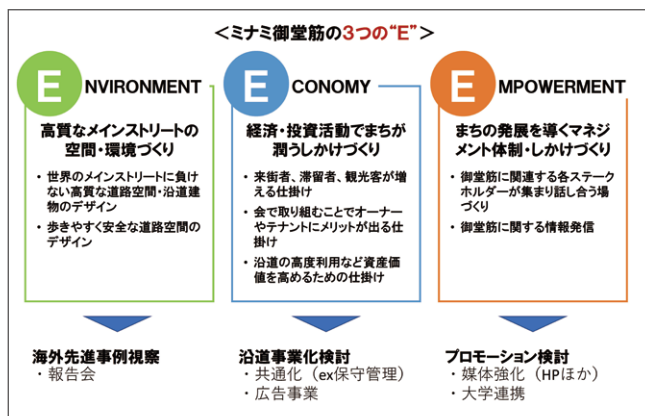 <ミナミ御堂筋の3つの“E”>
ENVIRONMENT
高質なメインストリートの
空間・環境づくり
・世界のメインストリートに負け
ない高質な道路空間・沿道建
物のデザイン
・歩きやすく安全な道路空間の
デザイン
海外先進事例視察
・報告会
ECONOMY
経済・投資活動でまちが
潤うしかけづくり
・来街者、滞留者、観光客が増
える仕掛け
・会で取り組むことでオーナー
やテナントにメリットが出る仕
掛け
・沿道の高度利用など資産価
値を高めるための仕掛け
沿道事業化検討
・共通化（ex保守管理）
・広告事業
EMPOWERMENT
まちの発展を導くマネジ
メント体制・しかけづくり
・御堂筋に関連する各ステーク
ホルダーが集まり話し合う場
づくり
・御堂筋に関する情報発信
プロモーション検討
・媒体強化（HPほか）
・大学連携